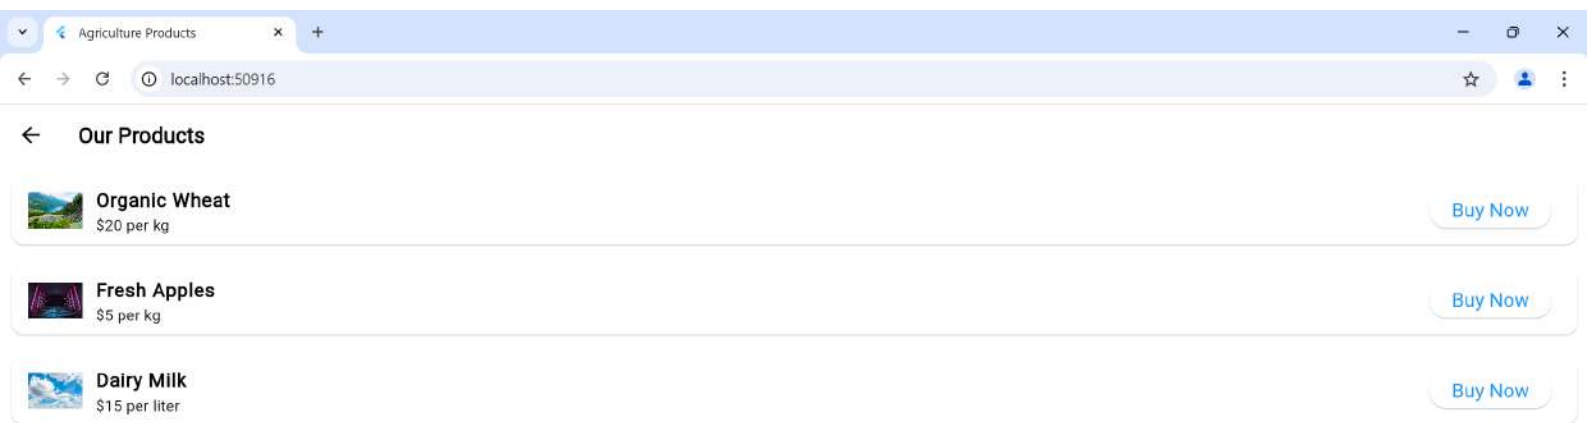 Agriculture Products
localhost:50916
Our Products
Organic Wheat
$20 per kg
Buy Now
Fresh Apples
$5 per kg
Buy Now
Dairy Milk
$15 per liter
Buy Now